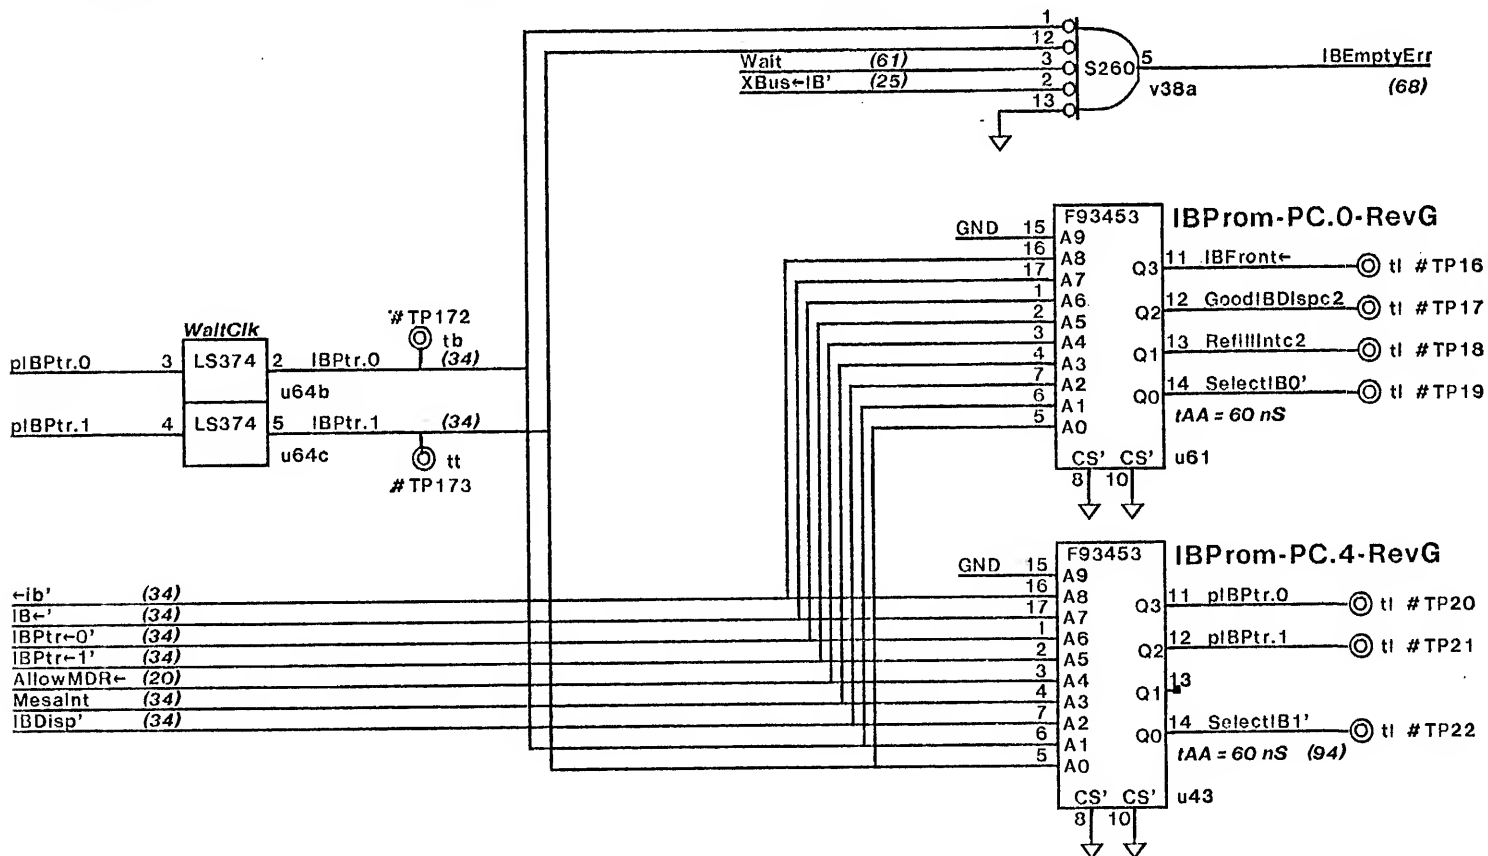 1
12
Wait (61) 3
XBus←IB' (25) 2
13
S260
5
v38a
IBEmptyErr
(68)
F93453 IBProm-PC.0-RevG
GND 15 A9
16 A8
17 A7
1 A6
2 A5
3 A4
4 A3
7 A2
6 A1
5 A0
Q3 11 IBFront← tl #TP16
Q2 12 GoodIBDispc2 tl #TP17
Q1 13 RefillIntc2 tl #TP18
Q0 14 SelectIB0' tl #TP19
tAA = 60 nS
CS' CS' u61
8 10
WaitClk
pIBPtr.0 3 LS374 2 IBPtr.0 (34)
u64b
#TP172
tb
pIBPtr.1 4 LS374 5 IBPtr.1 (34)
u64c
tt
#TP173
←ib' (34)
IB←' (34)
IBPtr←0' (34)
IBPtr←1' (34)
AllowMDR← (20)
MesaInt (34)
IBDisp' (34)
F93453 IBProm-PC.4-RevG
GND 15 A9
16 A8
17 A7
1 A6
2 A5
3 A4
4 A3
7 A2
6 A1
5 A0
Q3 11 pIBPtr.0 tl #TP20
Q2 12 pIBPtr.1 tl #TP21
Q1 13
Q0 14 SelectIB1' tl #TP22
tAA = 60 nS (94)
CS' CS' u43
8 10